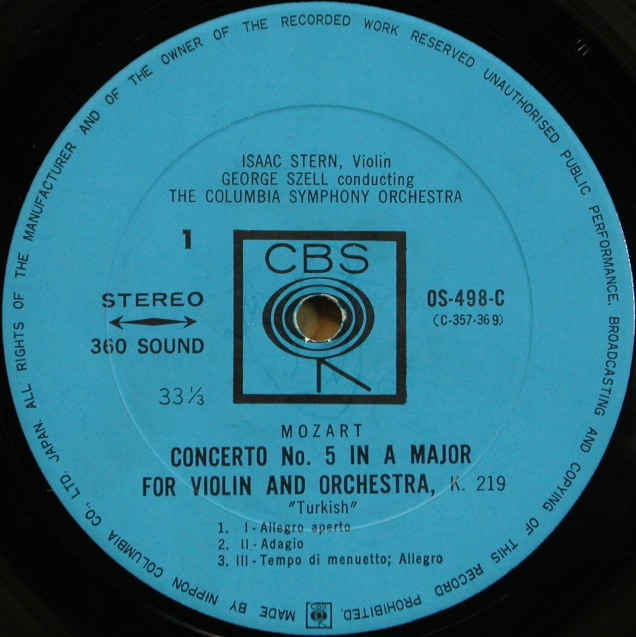 ISAAC STERN, Violin
GEORGE SZELL conducting
THE COLUMBIA SYMPHONY ORCHESTRA
1
CBS
STEREO
360 SOUND
33 1/3
OS-498-C
(C-357-369)
MOZART
CONCERTO No. 5 IN A MAJOR
FOR VIOLIN AND ORCHESTRA, K. 219
"Turkish"
1. I - Allegro aperto
2. II - Adagio
3. III - Tempo di menuetto; Allegro
MADE BY NIPPON COLUMBIA CO., LTD. JAPAN. ALL RIGHTS OF THE MANUFACTURER AND OF THE OWNER OF THE RECORDED WORK RESERVED UNAUTHORISED PUBLIC PERFORMANCE, BROADCASTING AND COPYING OF THIS RECORD PROHIBITED.
CBS